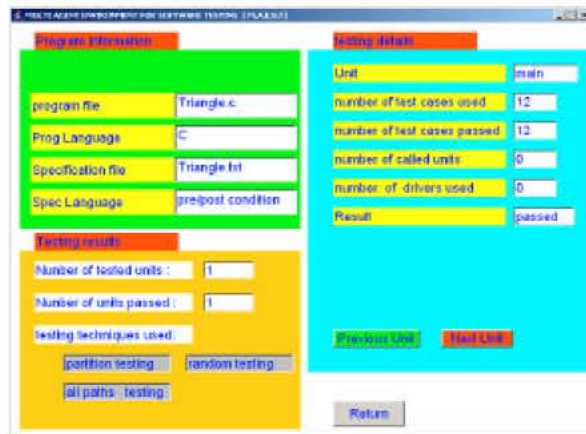 MULTI AGENT ENVIRONMENT FOR SOFTWARE TESTING
Program information
program file
Triangle.c
Prog Language
C
Specification file
Triangle.txt
Spec Language
pre/post condition
Testing results
Number of tested units :
1
Number of units passed :
1
testing techniques used:
partition testing
random testing
all paths testing
testing details
Unit
main
number of test cases used
12
number of test cases passed
12
number of called units
0
number of drivers used
0
Result
passed
Previous Unit
Next Unit
Return